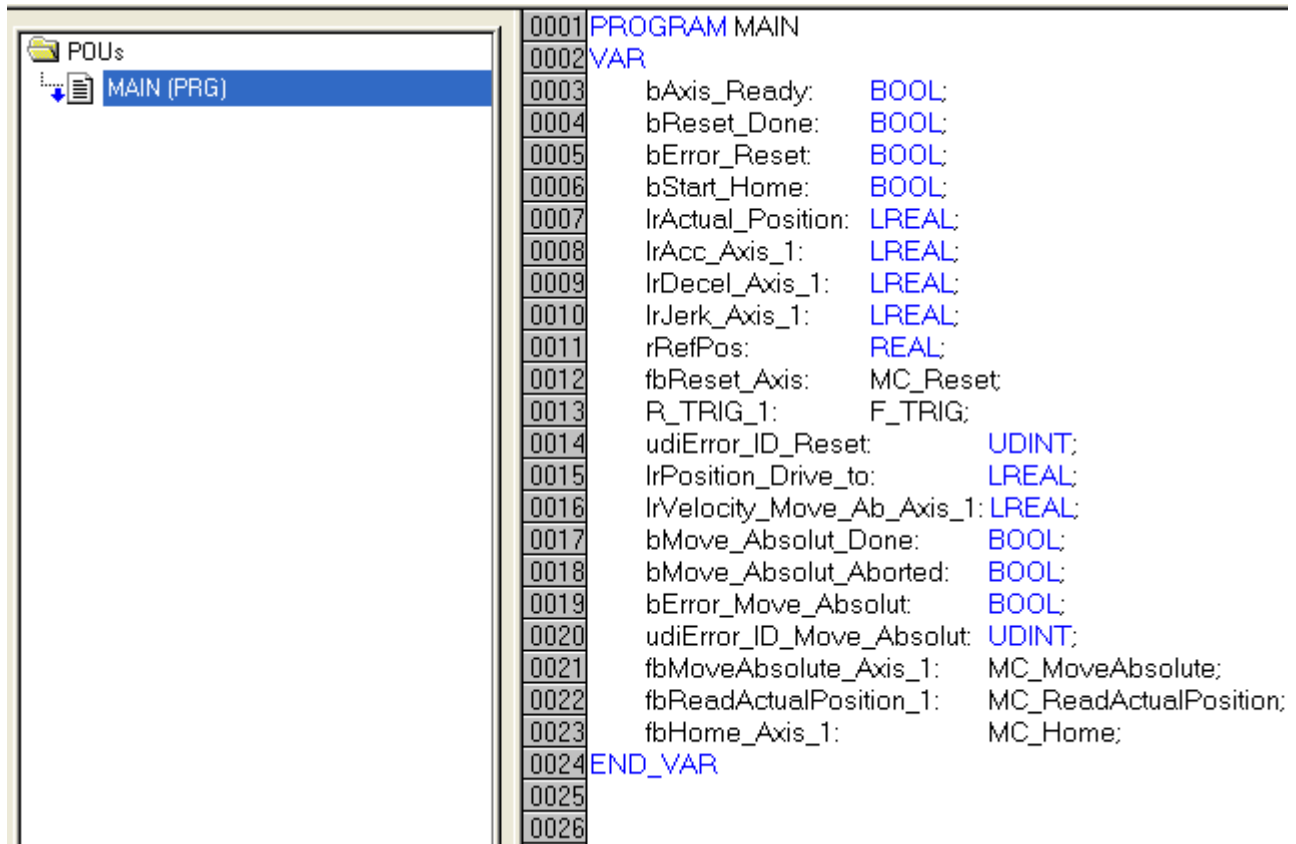 POUs
MAIN (PRG)
0001 PROGRAM MAIN
0002 VAR
0003 bAxis_Ready: BOOL;
0004 bReset_Done: BOOL;
0005 bError_Reset: BOOL;
0006 bStart_Home: BOOL;
0007 lrActual_Position: LREAL;
0008 lrAcc_Axis_1: LREAL;
0009 lrDecel_Axis_1: LREAL;
0010 lrJerk_Axis_1: LREAL;
0011 rRefPos: REAL;
0012 fbReset_Axis: MC_Reset;
0013 R_TRIG_1: F_TRIG;
0014 udiError_ID_Reset: UDINT;
0015 lrPosition_Drive_to: LREAL;
0016 lrVelocity_Move_Ab_Axis_1: LREAL;
0017 bMove_Absolut_Done: BOOL;
0018 bMove_Absolut_Aborted: BOOL;
0019 bError_Move_Absolut: BOOL;
0020 udiError_ID_Move_Absolut: UDINT;
0021 fbMoveAbsolute_Axis_1: MC_MoveAbsolute;
0022 fbReadActualPosition_1: MC_ReadActualPosition;
0023 fbHome_Axis_1: MC_Home;
0024 END_VAR
0025
0026